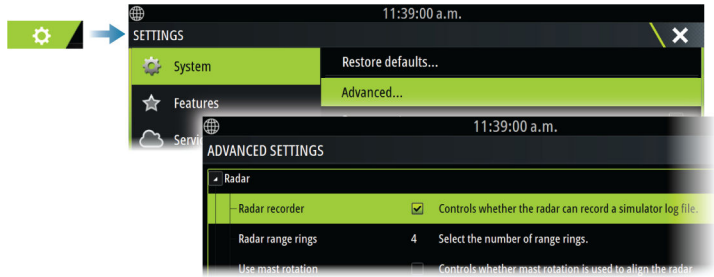 11:39:00 a.m.
SETTINGS
System
Restore defaults...
Advanced...
Features
11:39:00 a.m.
ADVANCED SETTINGS
Radar
Radar recorder Controls whether the radar can record a simulator log file.
Radar range rings 4 Select the number of range rings.
Use mast rotation Controls whether mast rotation is used to align the radar